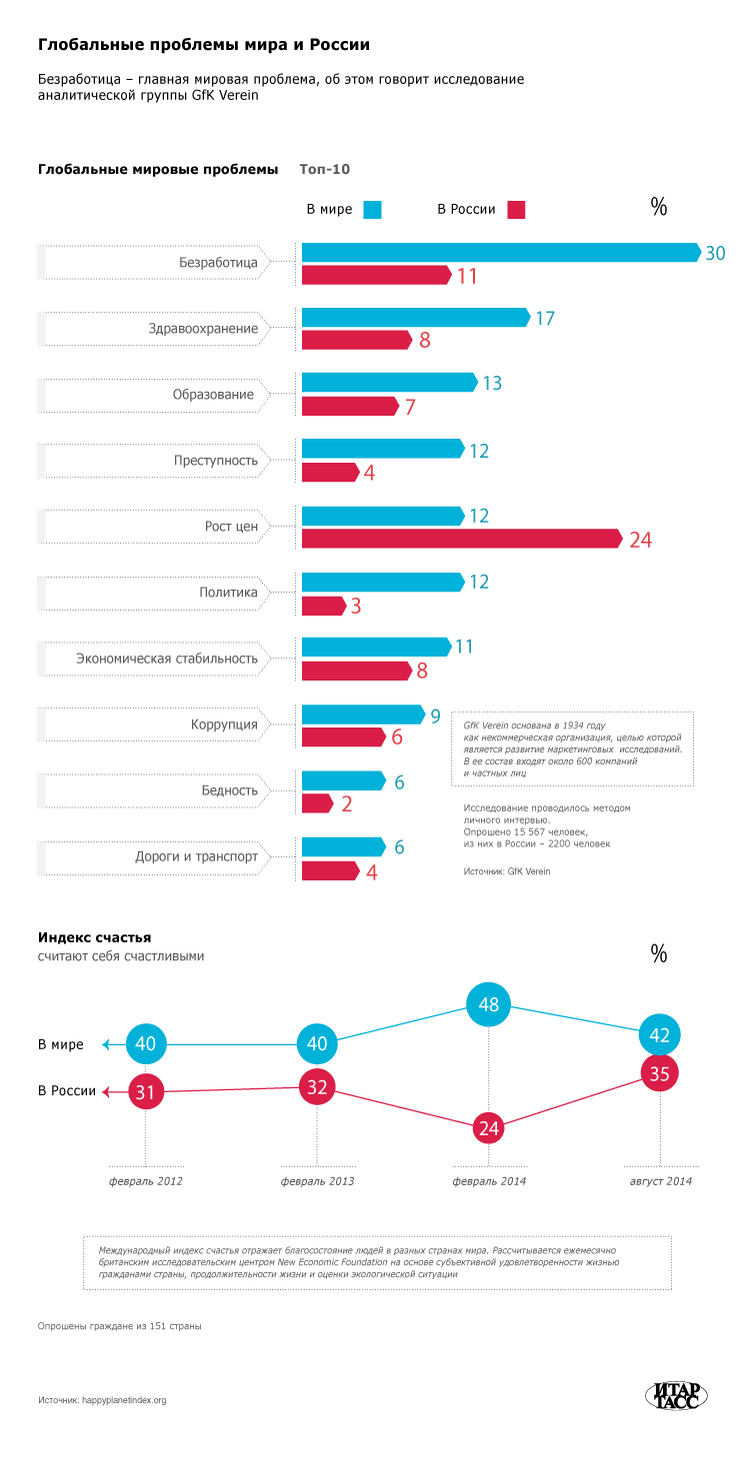 Глобальные проблемы мира и России
Безработица – главная мировая проблема, об этом говорит исследование
аналитической группы GfK Verein
Глобальные мировые проблемы Топ-10
В мире В России %
Безработица 30
11
Здравоохранение 17
8
Образование 13
7
Преступность 12
4
Рост цен 12
24
Политика 12
3
Экономическая стабильность 11
8
Коррупция 9
6
Бедность 6
2
Дороги и транспорт 6
4
GfK Verein основана в 1934 году
как некоммерческая организация, целью которой
является развитие маркетинговых исследований.
В ее состав входят около 600 компаний
и частных лиц
Исследование проводилось методом
личного интервью.
Опрошено 15 567 человек,
из них в России – 2200 человек
Источник: GfK Verein
Индекс счастья
считают себя счастливыми %
В мире 40 40 48 42
В России 31 32 24 35
февраль 2012 февраль 2013 февраль 2014 август 2014
Международный индекс счастья отражает благосостояние людей в разных странах мира. Рассчитывается ежемесячно
британским исследовательским центром New Economic Foundation на основе субъективной удовлетворенности жизнью
гражданами страны, продолжительности жизни и оценки экологической ситуации
Опрошены граждане из 151 страны
Источник: happyplanetindex.org
ИТАР
ТАСС